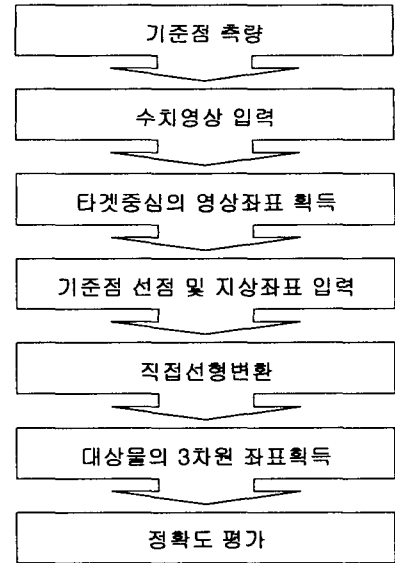 기준점 측량
수치영상 입력
타겟중심의 영상좌표 획득
기준점 선점 및 지상좌표 입력
직접선형변환
대상물의 3차원 좌표획득
정확도 평가